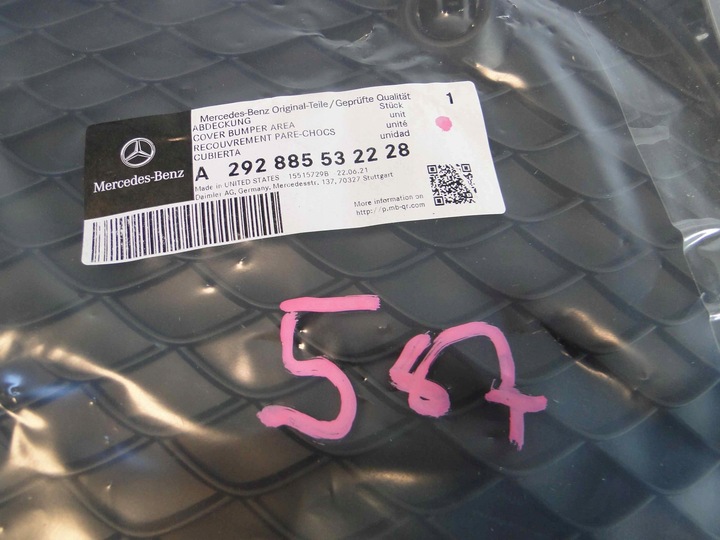 Mercedes-Benz Original-Teile/Geprüfte Qualität
ABDECKUNG
COVER BUMPER AREA
RECOUVREMENT PARE-CHOCS
CUBIERTA
Stück
unit
unité
unidad
1
A 292 885 53 22 28
Mercedes-Benz
Made in UNITED STATES 15515729B 22.06.21
Daimler AG, Germany, Mercedesstr. 137, 70327 Stuttgart
More information on
http://p.mb-qr.com
587